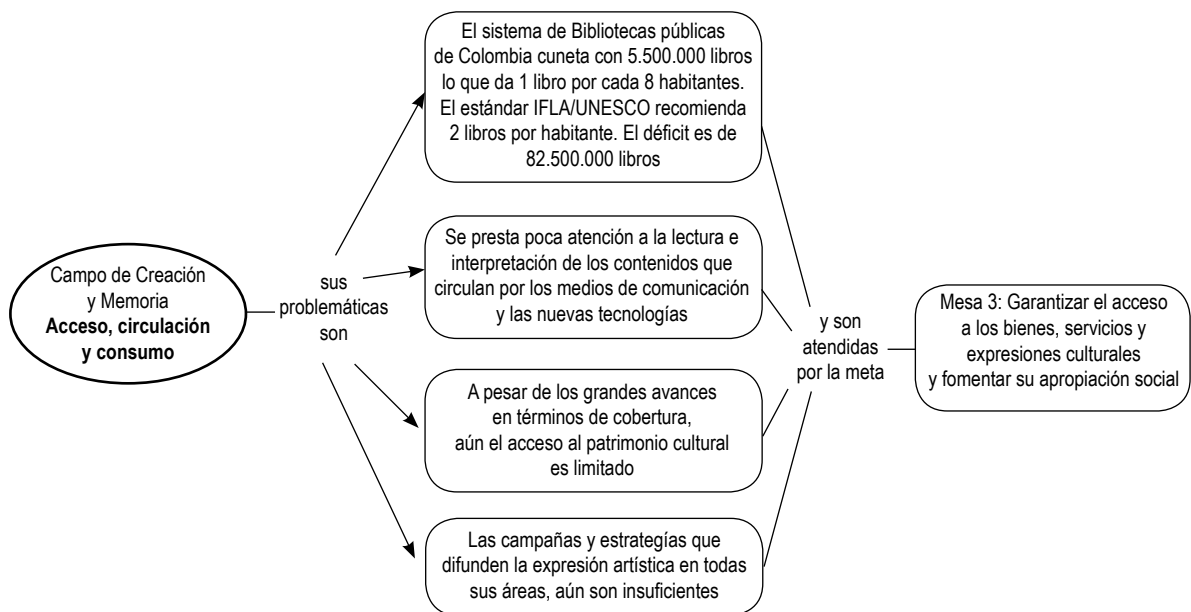 Campo de Creación
y Memoria
Acceso, circulación
y consumo
sus
problemáticas
son
El sistema de Bibliotecas públicas
de Colombia cuneta con 5.500.000 libros
lo que da 1 libro por cada 8 habitantes.
El estándar IFLA/UNESCO recomienda
2 libros por habitante. El déficit es de
82.500.000 libros
Se presta poca atención a la lectura e
interpretación de los contenidos que
circulan por los medios de comunicación
y las nuevas tecnologías
A pesar de los grandes avances
en términos de cobertura,
aún el acceso al patrimonio cultural
es limitado
Las campañas y estrategías que
difunden la expresión artística en todas
sus áreas, aún son insuficientes
y son
atendidas
por la meta
Mesa 3: Garantizar el acceso
a los bienes, servicios y
expresiones culturales
y fomentar su apropiación social